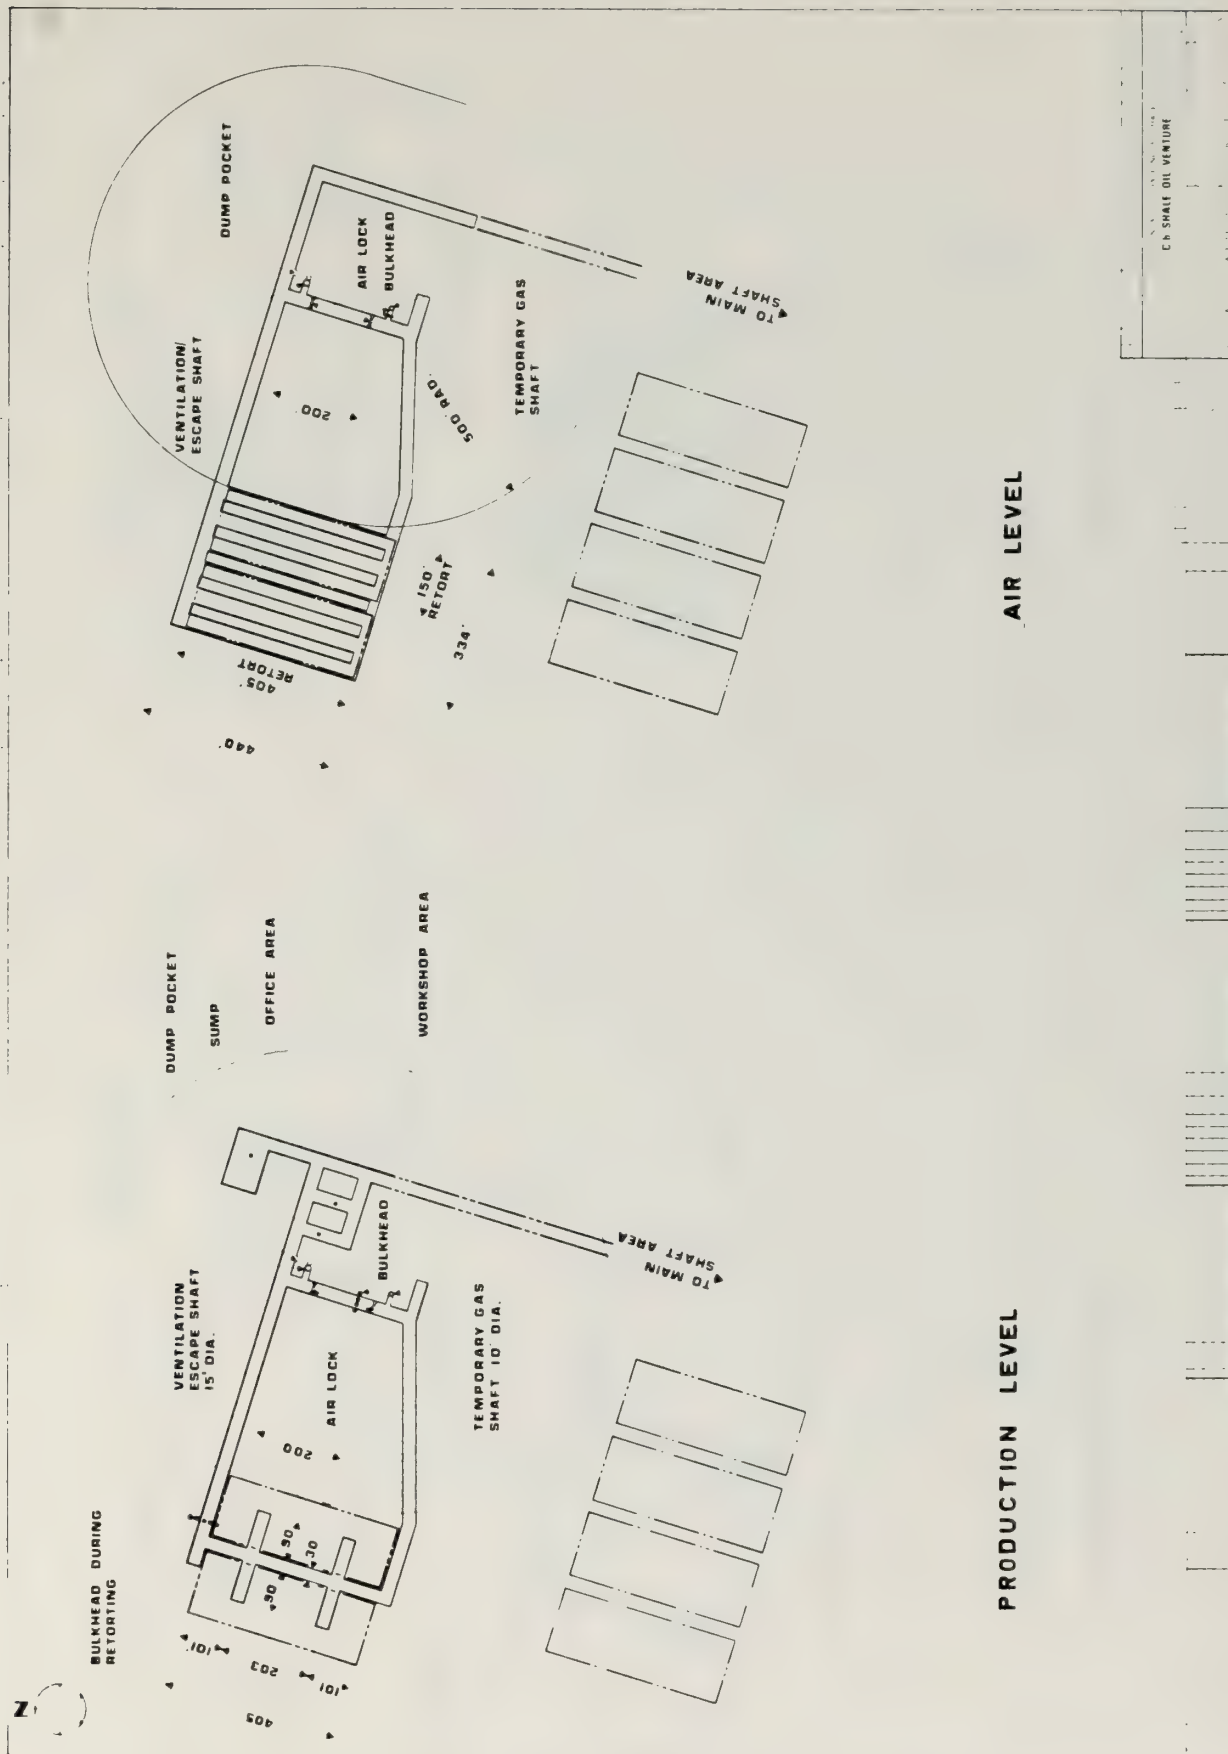 Z
BULKHEAD DURING
RETORTING
VENTILATION
ESCAPE SHAFT
15' DIA.
DUMP POCKET
SUMP
OFFICE AREA
WORKSHOP AREA
AIR LOCK
BULKHEAD
TEMPORARY GAS
SHAFT 10' DIA.
TO MAIN
SHAFT AREA
200
90
30
90
101'
203
101'
405
PRODUCTION LEVEL
VENTILATION/
ESCAPE SHAFT
DUMP POCKET
AIR LOCK
BULKHEAD
TEMPORARY GAS
SHAFT
TO MAIN
SHAFT AREA
200'
500' RAD.
150'
RETORT
334'
405'
RETORT
440'
AIR LEVEL
C b SHALE OIL VENTURE